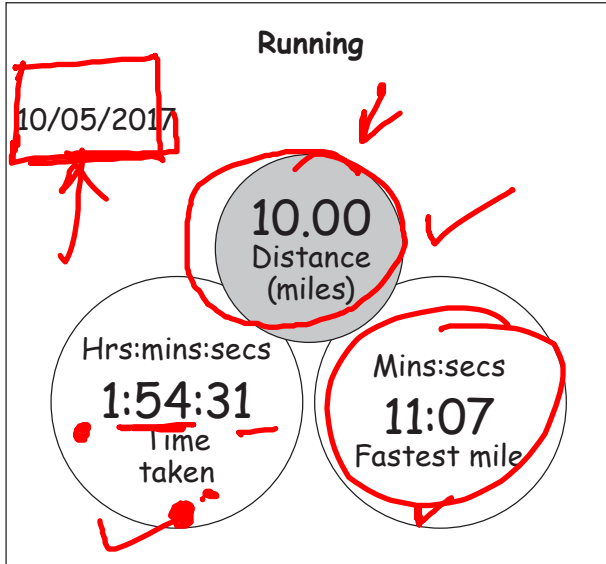 Running
10/05/2017
10.00
Distance
(miles)
Hrs:mins:secs
1:54:31
Time
taken
Mins:secs
11:07
Fastest mile